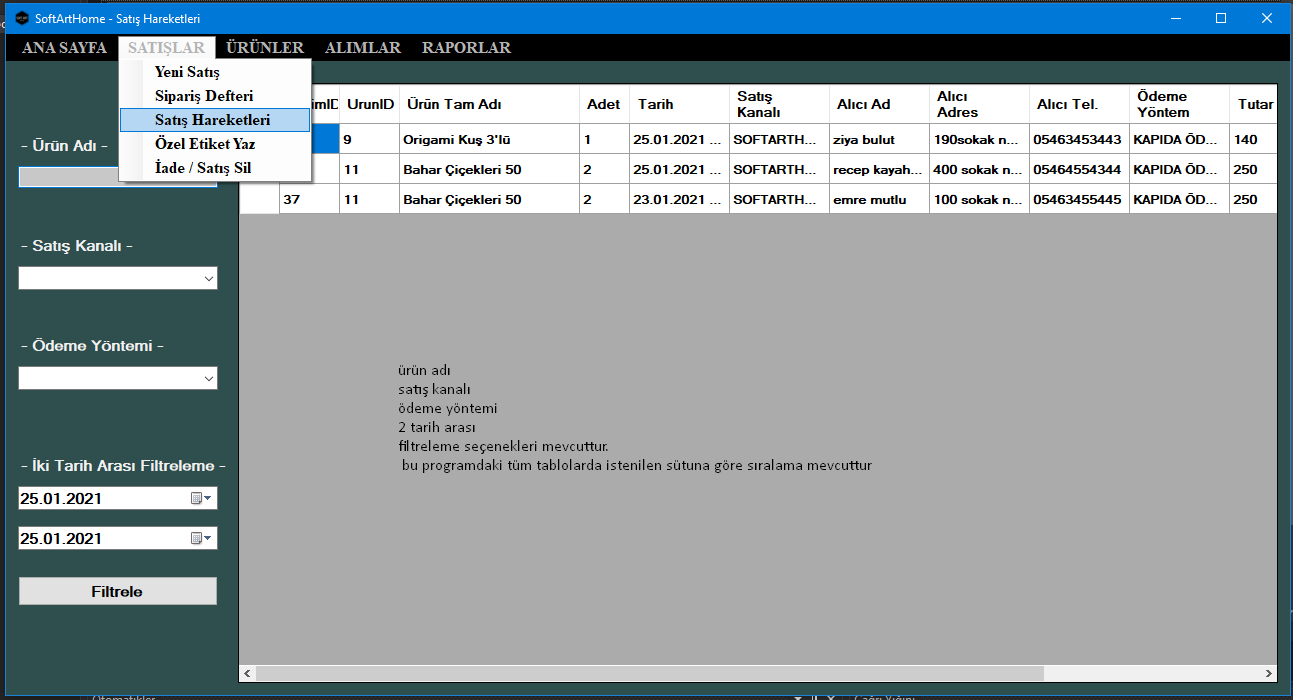 SoftArtHome - Satış Hareketleri
ANA SAYFA SATIŞLAR ÜRÜNLER ALIMLAR RAPORLAR
Yeni Satış
Sipariş Defteri
Satış Hareketleri
Özel Etiket Yaz
İade / Satış Sil
- Ürün Adı -
- Satış Kanalı -
- Ödeme Yöntemi -
- İki Tarih Arası Filtreleme -
25.01.2021
25.01.2021
Filtrele
UrunID Ürün Tam Adı Adet Tarih Satış Kanalı Alıcı Ad Alıcı Adres Alıcı Tel. Ödeme Yöntem Tutar
9 Origami Kuş 3'lü 1 25.01.2021 ... SOFTARTH... ziya bulut 190sokak n... 05463453443 KAPIDA ÖD... 140
11 Bahar Çiçekleri 50 2 25.01.2021 ... SOFTARTH... recep kayah... 400 sokak n... 05464554344 KAPIDA ÖD... 250
37 11 Bahar Çiçekleri 50 2 23.01.2021 ... SOFTARTH... emre mutlu 100 sokak n... 05463455445 KAPIDA ÖD... 250
ürün adı
satış kanalı
ödeme yöntemi
2 tarih arası
filtreleme seçenekleri mevcuttur.
bu programdaki tüm tablolarda istenilen sütuna göre sıralama mevcuttur